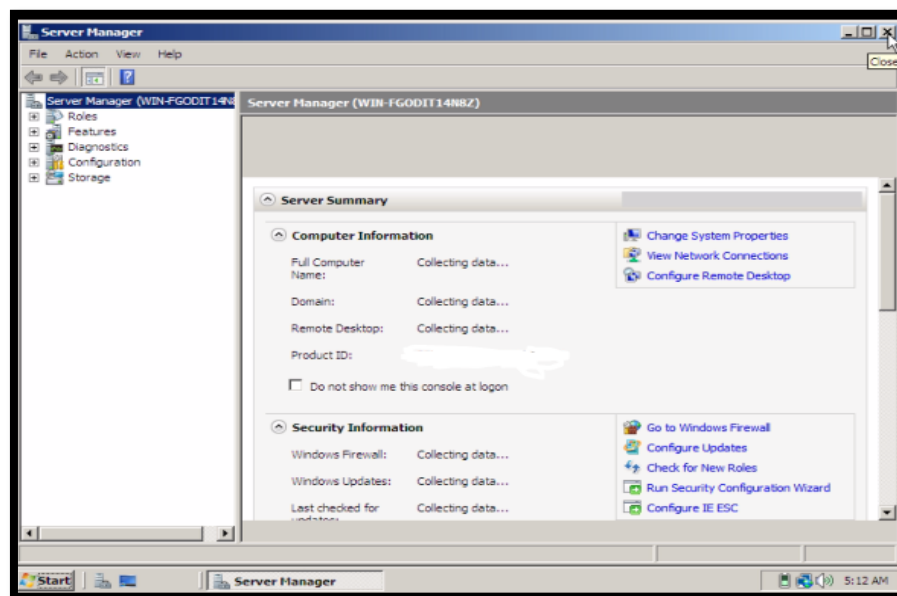 Server Manager
File Action View Help
Close
Server Manager (WIN-FGODIT14N8
Roles
Features
Diagnostics
Configuration
Storage
Server Manager (WIN-FGODIT14N8Z)
Server Summary
Computer Information
Full Computer Name: Collecting data...
Domain: Collecting data...
Remote Desktop: Collecting data...
Product ID:
Do not show me this console at logon
Change System Properties
View Network Connections
Configure Remote Desktop
Security Information
Windows Firewall: Collecting data...
Windows Updates: Collecting data...
Last checked for updates: Collecting data...
Go to Windows Firewall
Configure Updates
Check for New Roles
Run Security Configuration Wizard
Configure IE ESC
Start
Server Manager
5:12 AM